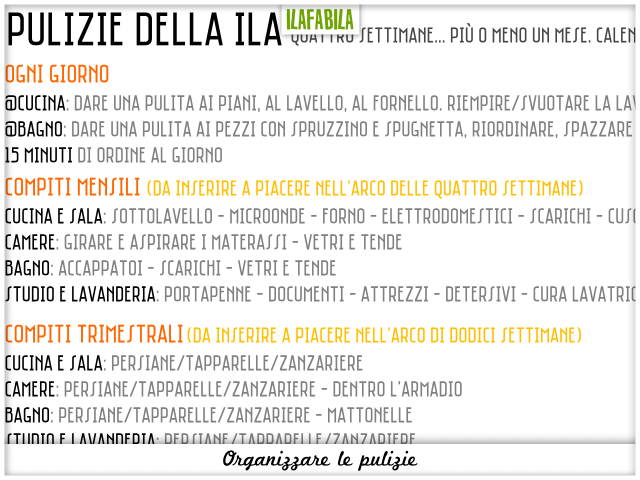 ILAFABILA
PULIZIE DELLA ILA QUATTRO SETTIMANE... PIÙ O MENO UN MESE. CALEN
OGNI GIORNO
@CUCINA: DARE UNA PULITA AI PIANI, AL LAVELLO, AL FORNELLO. RIEMPIRE/SVUOTARE LA LAV
@BAGNO: DARE UNA PULITA AI PEZZI CON SPRUZZINO E SPUGNETTA, RIORDINARE, SPAZZARE
15 MINUTI DI ORDINE AL GIORNO
COMPITI MENSILI (DA INSERIRE A PIACERE NELL'ARCO DELLE QUATTRO SETTIMANE)
CUCINA E SALA: SOTTOLAVELLO - MICROONDE - FORNO - ELETTRODOMESTICI - SCARICHI - CUSC
CAMERE: GIRARE E ASPIRARE I MATERASSI - VETRI E TENDE
BAGNO: ACCAPPATOI - SCARICHI - VETRI E TENDE
STUDIO E LAVANDERIA: PORTAPENNE - DOCUMENTI - ATTREZZI - DETERSIVI - CURA LAVATRIC
COMPITI TRIMESTRALI (DA INSERIRE A PIACERE NELL'ARCO DI DODICI SETTIMANE)
CUCINA E SALA: PERSIANE/TAPPARELLE/ZANZARIERE
CAMERE: PERSIANE/TAPPARELLE/ZANZARIERE - DENTRO L'ARMADIO
BAGNO: PERSIANE/TAPPARELLE/ZANZARIERE - MATTONELLE
STUDIO E LAVANDERIA: PERSIANE/TAPPARELLE/ZANZARIERE
Organizzare le pulizie